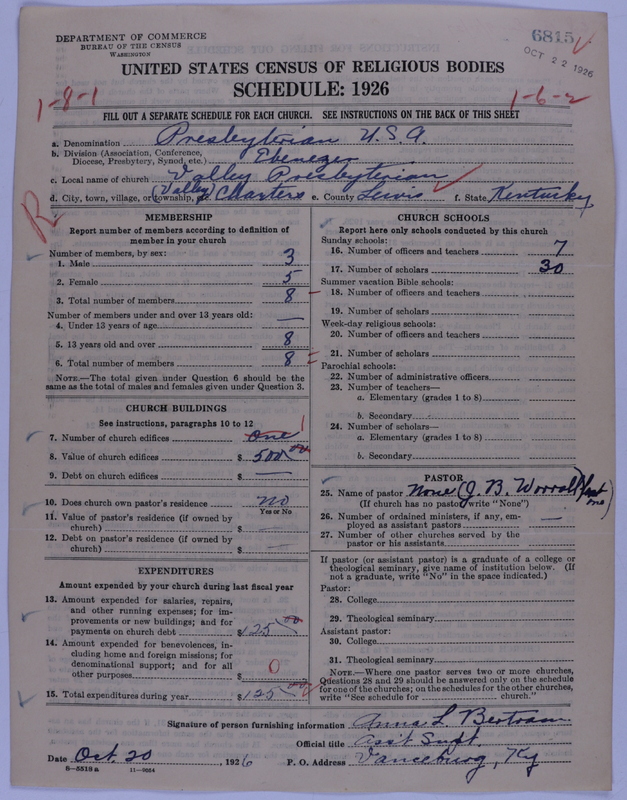 DEPARTMENT OF COMMERCE
BUREAU OF THE CENSUS
WASHINGTON
6815
OCT 22 1926
UNITED STATES CENSUS OF RELIGIOUS BODIES
SCHEDULE: 1926
1-8-1
1-6-2
FILL OUT A SEPARATE SCHEDULE FOR EACH CHURCH. SEE INSTRUCTIONS ON THE BACK OF THIS SHEET
a. Denomination Presbyterian U.S.A.
b. Division (Association, Conference, Diocese, Presbytery, Synod, etc.) Ebenezer
c. Local name of church Valley Presbyterian
d. City, town, village, or township, (Valley) Charters e. County Lewis f. State Kentucky
R
MEMBERSHIP
Report number of members according to definition of
member in your church
Number of members, by sex:
1. Male 3
2. Female 5
3. Total number of members 8
Number of members under and over 13 years old:
4. Under 13 years of age —
5. 13 years old and over 8
6. Total number of members 8
NOTE.—The total given under Question 6 should be the
same as the total of males and females given under Question 3.
CHURCH BUILDINGS
See instructions, paragraphs 10 to 12
7. Number of church edifices One 1
8. Value of church edifices $ 500 00
9. Debt on church edifices $ —
10. Does church own pastor's residence no
Yes or No
11. Value of pastor's residence (if owned by
church) $
12. Debt on pastor's residence (if owned by
church) $ —
EXPENDITURES
Amount expended by your church during last fiscal year
13. Amount expended for salaries, repairs,
and other running expenses; for im-
provements or new buildings; and for
payments on church debt $ 125 00
14. Amount expended for benevolences, in-
cluding home and foreign missions; for
denominational support; and for all
other purposes $ 0
15. Total expenditures during year $ 125 00
CHURCH SCHOOLS
Report here only schools conducted by this church
Sunday schools:
16. Number of officers and teachers 7
17. Number of scholars 30
Summer vacation Bible schools:
18. Number of officers and teachers
19. Number of scholars
Week-day religious schools:
20. Number of officers and teachers
21. Number of scholars
Parochial schools:
22. Number of administrative officers
23. Number of teachers—
a. Elementary (grades 1 to 8)
b. Secondary
24. Number of scholars—
a. Elementary (grades 1 to 8)
b. Secondary
PASTOR
25. Name of pastor None (J. B. Worrall) last one
(If church has no pastor write "None")
26. Number of ordained ministers, if any, em-
ployed as assistant pastors —
27. Number of other churches served by the
pastor or his assistants
If pastor (or assistant pastor) is a graduate of a college or
theological seminary, give name of institution below. (If
not a graduate, write "No" in the space indicated.)
Pastor:
28. College
29. Theological seminary
Assistant pastor:
30. College
31. Theological seminary
NOTE.—Where one pastor serves two or more churches,
Questions 28 and 29 should be answered only on the schedule
for one of the churches; on the schedules for the other churches,
write "See schedule for church."
Signature of person furnishing information Anna L Bertram
Official title Ass't Supt.
Date Oct. 20, 1926 P. O. Address Vanceburg, Ky
8-5518a 11-9064